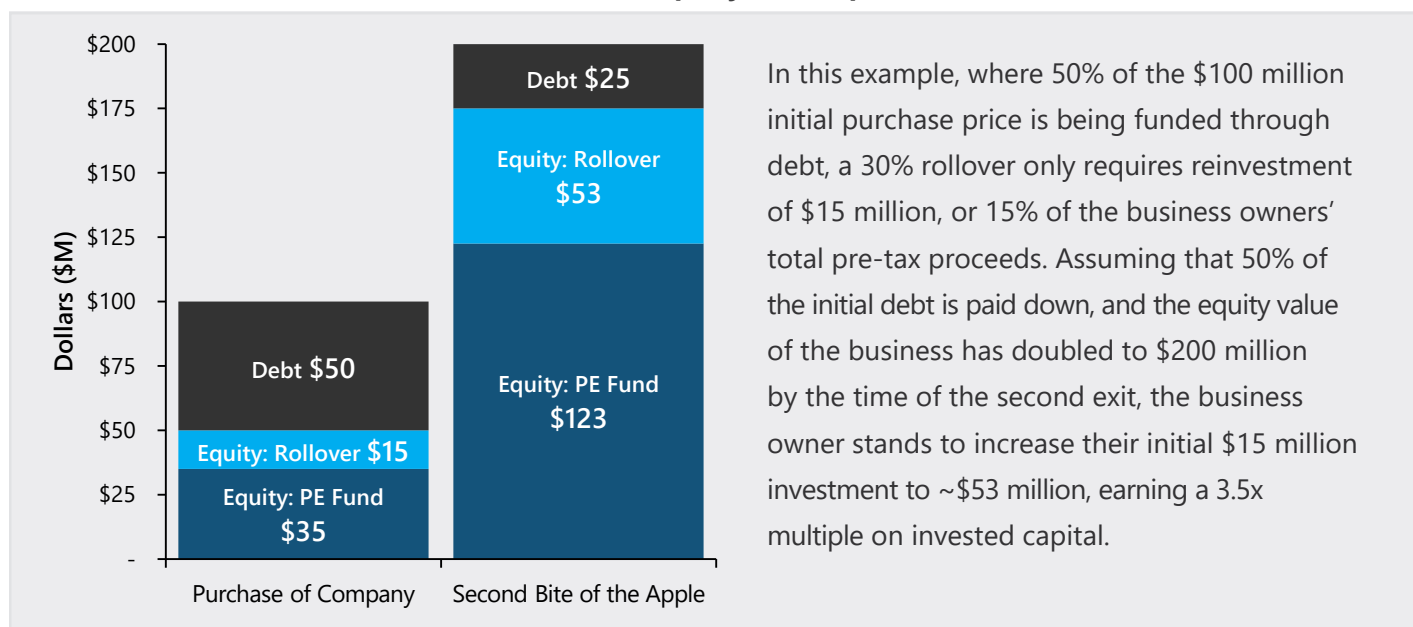 $200
$175
$150
$125
$100
$75
$50
$25
-
Dollars ($M)
Debt $50
Equity: Rollover $15
Equity: PE Fund
$35
Debt $25
Equity: Rollover
$53
Equity: PE Fund
$123
Purchase of Company
Second Bite of the Apple
In this example, where 50% of the $100 million
initial purchase price is being funded through
debt, a 30% rollover only requires reinvestment
of $15 million, or 15% of the business owners’
total pre-tax proceeds. Assuming that 50% of
the initial debt is paid down, and the equity value
of the business has doubled to $200 million
by the time of the second exit, the business
owner stands to increase their initial $15 million
investment to ~$53 million, earning a 3.5x
multiple on invested capital.